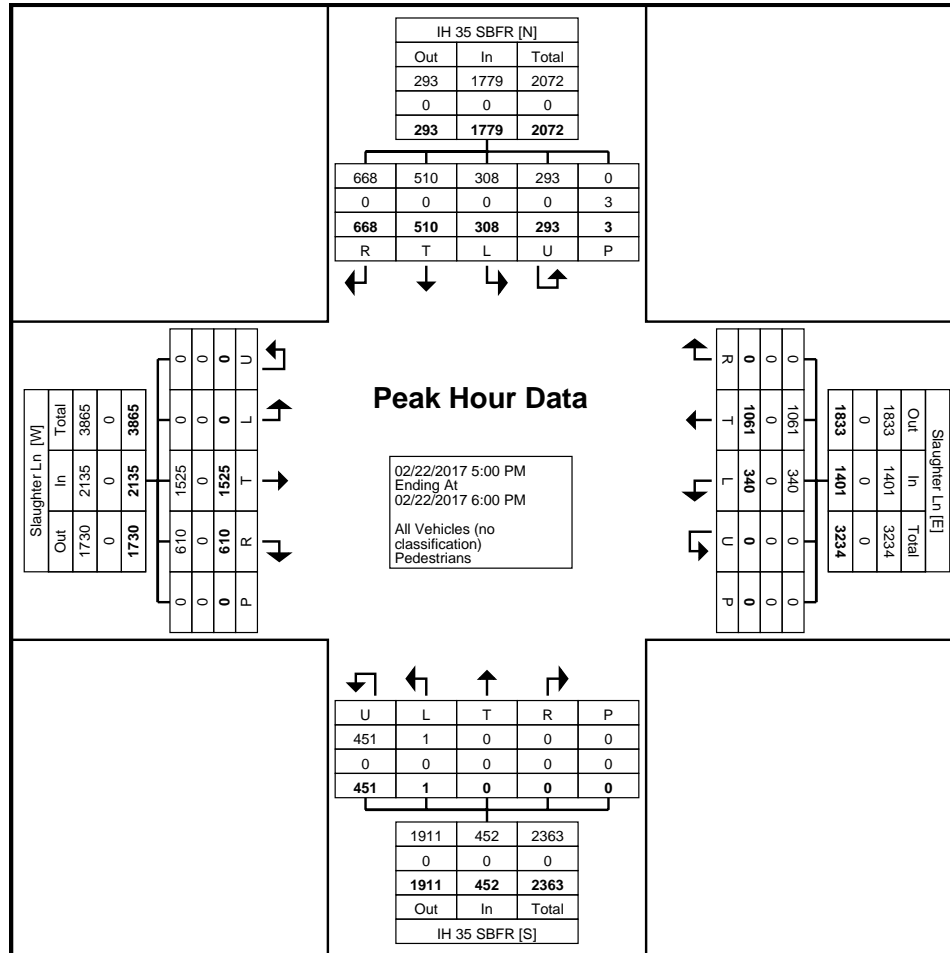 IH 35 SBFR [N]
Out In Total
293 1779 2072
0 0 0
293 1779 2072
668 510 308 293 0
0 0 0 0 3
668 510 308 293 3
R T L U P
Slaughter Ln [W]
Total In Out
3865 2135 1730
0 0 0
3865 2135 1730
0 0 1525 610 0
0 0 0 0 0
0 0 1525 610 0
U L T R P
Peak Hour Data
02/22/2017 5:00 PM
Ending At
02/22/2017 6:00 PM
All Vehicles (no
classification)
Pedestrians
R T L U P
0 1061 340 0 0
0 0 0 0 0
0 1061 340 0 0
Slaughter Ln [E]
Out In Total
1833 1401 3234
0 0 0
1833 1401 3234
U L T R P
451 1 0 0 0
0 0 0 0 0
451 1 0 0 0
1911 452 2363
0 0 0
1911 452 2363
Out In Total
IH 35 SBFR [S]